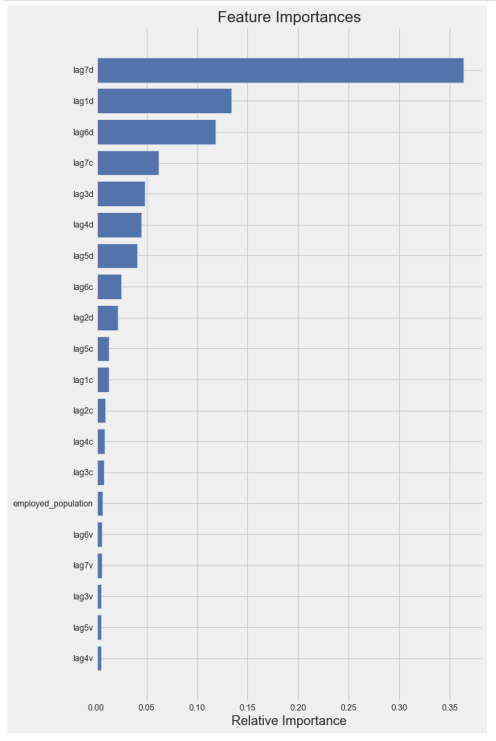 Feature Importances
lag7d
lag1d
lag6d
lag7c
lag3d
lag4d
lag5d
lag6c
lag2d
lag5c
lag1c
lag2c
lag4c
lag3c
employed_population
lag6v
lag7v
lag3v
lag5v
lag4v
0.00 0.05 0.10 0.15 0.20 0.25 0.30 0.35
Relative Importance